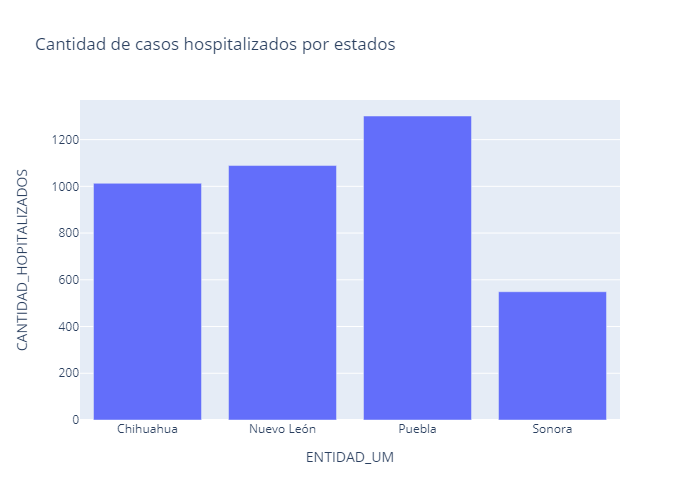 Cantidad de casos hospitalizados por estados
CANTIDAD_HOPITALIZADOS
1200
1000
800
600
400
200
0
Chihuahua
Nuevo León
Puebla
Sonora
ENTIDAD_UM